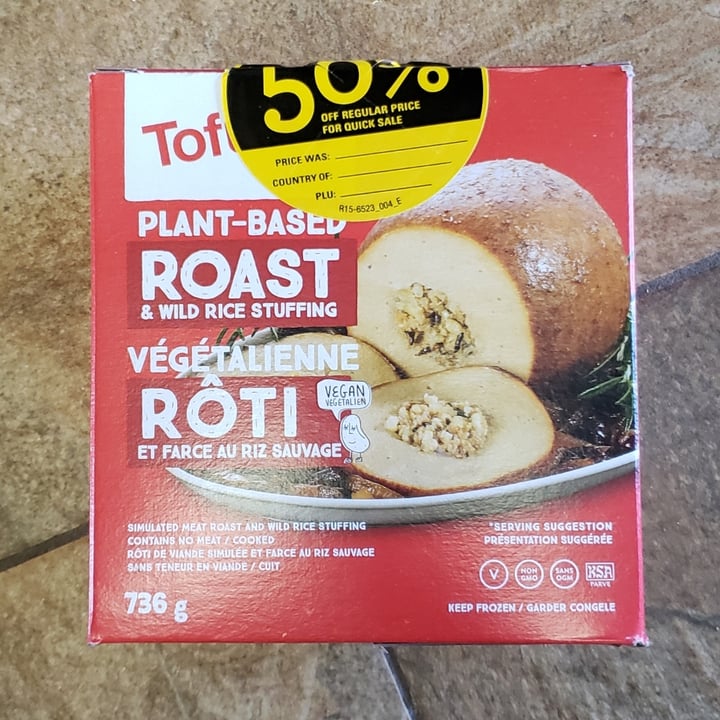 50%
OFF REGULAR PRICE
FOR QUICK SALE
PRICE WAS:
COUNTRY OF:
PLU:
R15-6523_004_E
Tofu
PLANT-BASED
ROAST
& WILD RICE STUFFING
VÉGÉTALIENNE
RÔTI
ET FARCE AU RIZ SAUVAGE
VEGAN
VEGETALIEN
SIMULATED MEAT ROAST AND WILD RICE STUFFING
CONTAINS NO MEAT / COOKED
RÔTI DE VIANDE SIMULÉE ET FARCE AU RIZ SAUVAGE
SANS TENEUR EN VIANDE / CUIT
736 g
*SERVING SUGGESTION
PRÉSENTATION SUGGÉRÉE
V
NON GMO
SANS OGM
KSA
PARVE
KEEP FROZEN / GARDER CONGELE